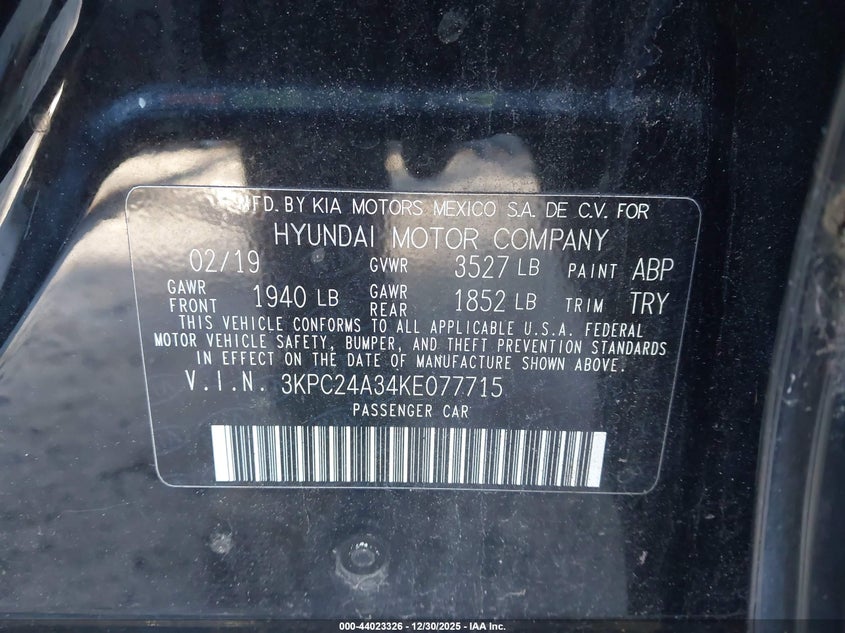 MFD. BY KIA MOTORS MEXICO S.A. DE C.V. FOR
HYUNDAI MOTOR COMPANY
02/19 GVWR 3527 LB PAINT ABP
GAWR FRONT 1940 LB GAWR REAR 1852 LB TRIM TRY
THIS VEHICLE CONFORMS TO ALL APPLICABLE U.S.A. FEDERAL
MOTOR VEHICLE SAFETY, BUMPER, AND THEFT PREVENTION STANDARDS
IN EFFECT ON THE DATE OF MANUFACTURE SHOWN ABOVE.
V.I.N. 3KPC24A34KE077715
PASSENGER CAR
000-44023326 - 12/30/2025 - IAA Inc.